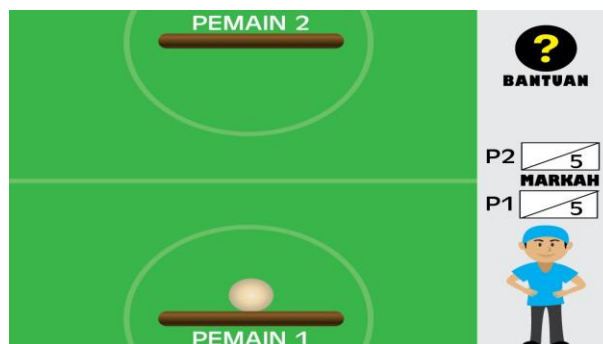 PEMAIN 2
?
BANTUAN
P2 5
MARKAH
P1 5
PEMAIN 1